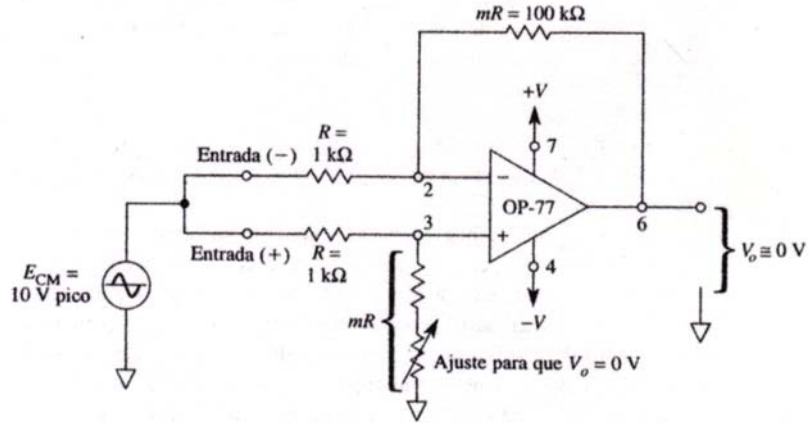 mR = 100 kΩ
+V
7
R =
1 kΩ
Entrada (−)
2
−
OP-77
6
3
+
Entrada (+)
R =
1 kΩ
4
−V
E_CM =
10 V pico
mR
Ajuste para que V_o = 0 V
V_o ≅ 0 V